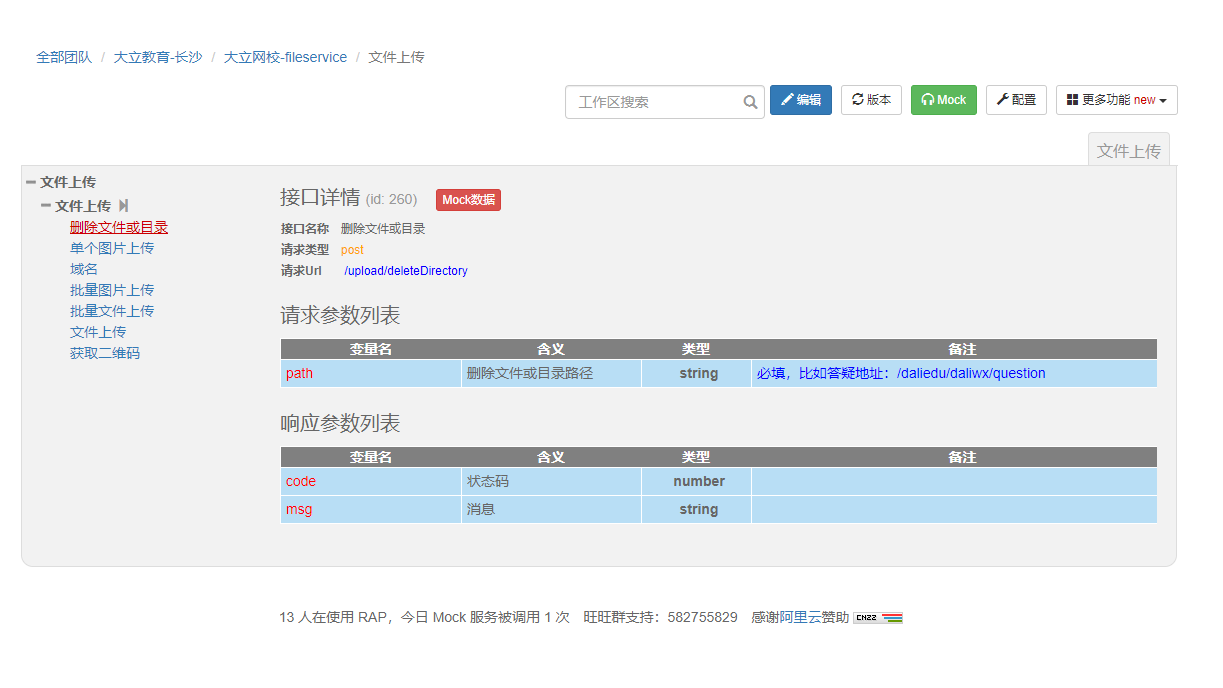 全部团队 / 大立教育-长沙 / 大立网校-fileservice / 文件上传
工作区搜索 编辑 版本 Mock 配置 更多功能 new
文件上传
文件上传
文件上传
删除文件或目录
单个图片上传
域名
批量图片上传
批量文件上传
文件上传
获取二维码
接口详情 (id: 260) Mock数据
接口名称 删除文件或目录
请求类型 post
请求Url /upload/deleteDirectory
请求参数列表
变量名 含义 类型 备注
path 删除文件或目录路径 string 必填，比如答疑地址：/daliedu/daliwx/question
响应参数列表
变量名 含义 类型 备注
code 状态码 number
msg 消息 string
13 人在使用 RAP，今日 Mock 服务被调用 1 次 旺旺群支持：582755829 感谢阿里云赞助 CNZZ